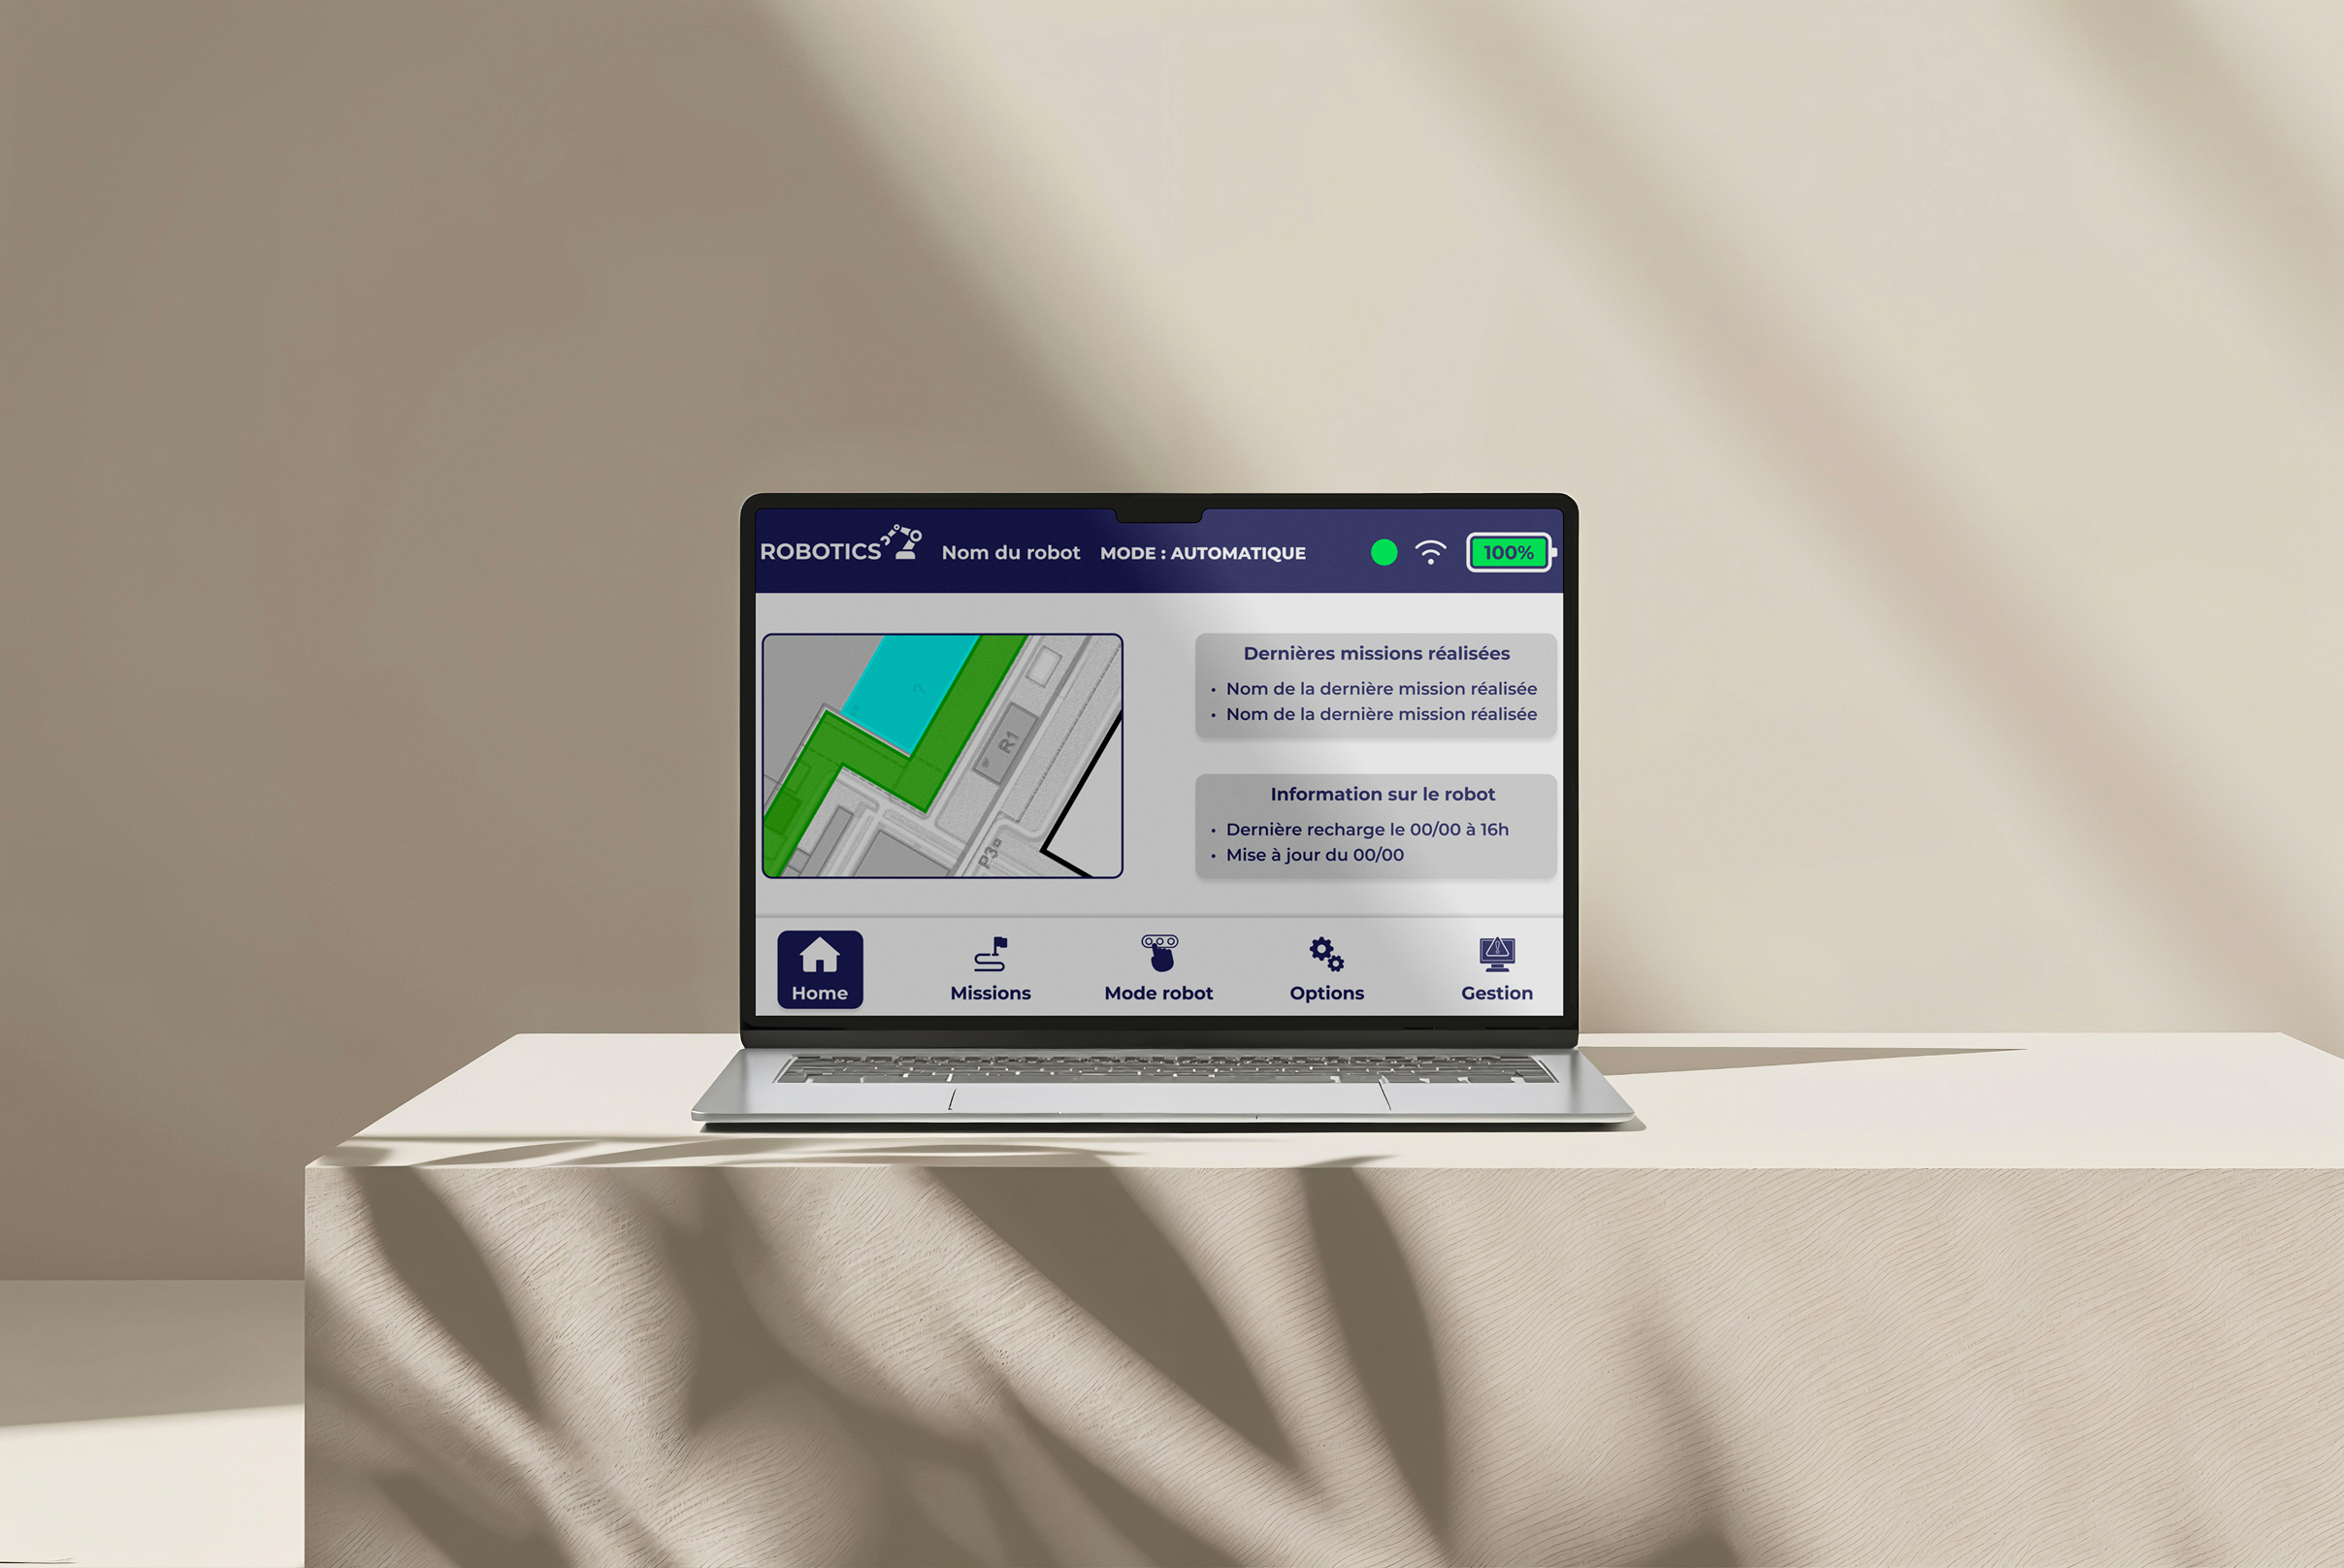 ROBOTICS
Nom du robot
MODE : AUTOMATIQUE
100%
R1
P3
Dernières missions réalisées
• Nom de la dernière mission réalisée
• Nom de la dernière mission réalisée
Information sur le robot
• Dernière recharge le 00/00 à 16h
• Mise à jour du 00/00
Home
Missions
Mode robot
Options
Gestion